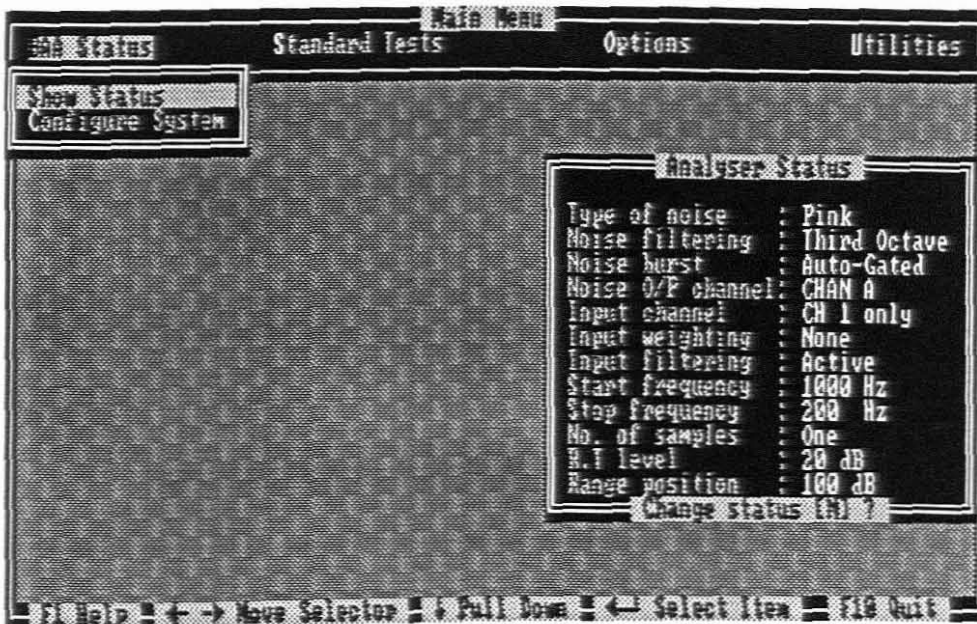 Main Menu
Status Standard Tests Options Utilities
Show Status
Configure System
Analyser Status
Type of noise : Pink
Noise filtering : Third Octave
Noise burst : Auto-Gated
Noise O/P channel: CHAN A
Input channel : CH 1 only
Input weighting : None
Input filtering : Active
Start frequency : 1000 Hz
Stop frequency : 200 Hz
No. of samples : One
R.T level : 20 dB
Range position : 100 dB
Change status [N] ?
F1 Help ← → Move Selector ↓ Pull Down ↵ Select Item F10 Quit